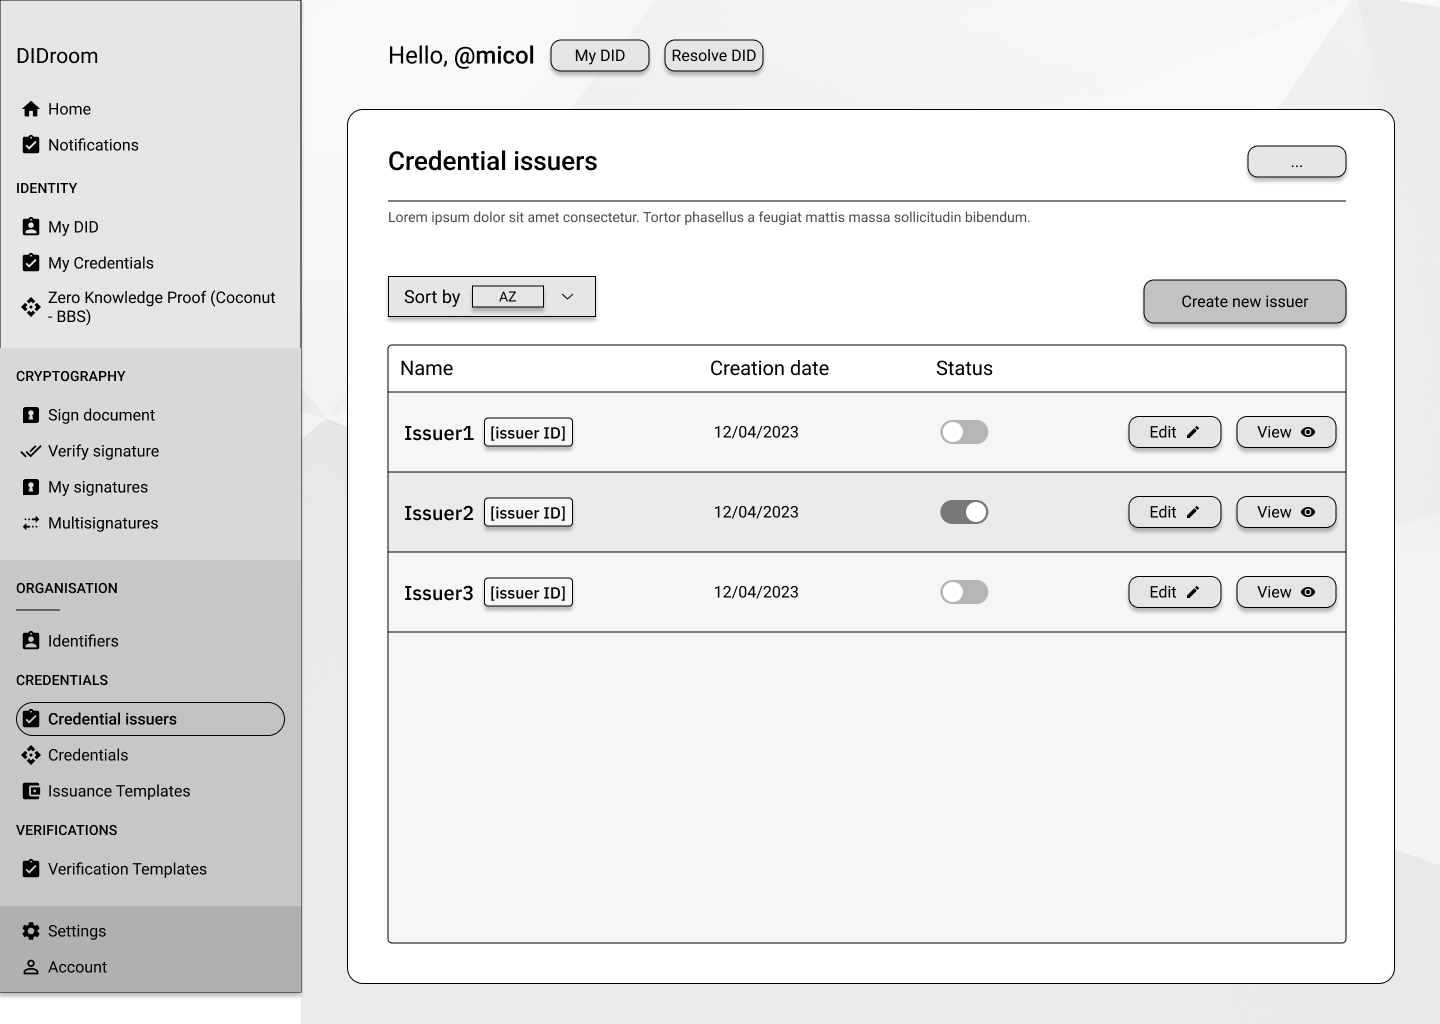 DIDroom
Home
Notifications
IDENTITY
My DID
My Credentials
Zero Knowledge Proof (Coconut
- BBS)
CRYPTOGRAPHY
Sign document
Verify signature
My signatures
Multisignatures
ORGANISATION
Identifiers
CREDENTIALS
Credential issuers
Credentials
Issuance Templates
VERIFICATIONS
Verification Templates
Settings
Account
Hello, @micol My DID Resolve DID
Credential issuers ...
Lorem ipsum dolor sit amet consectetur. Tortor phasellus a feugiat mattis massa sollicitudin bibendum.
Sort by AZ Create new issuer
Name Creation date Status
Issuer1 [issuer ID] 12/04/2023 Edit View
Issuer2 [issuer ID] 12/04/2023 Edit View
Issuer3 [issuer ID] 12/04/2023 Edit View